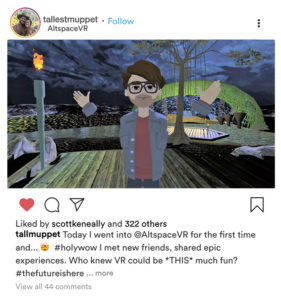 tallestmuppet • Follow
AltspaceVR
Liked by scottkeneally and 322 others
tallmuppet Today I went into @AltspaceVR for the first time
and... 🤯 #holywow I met new friends, shared epic
experiences. Who knew VR could be *THIS* much fun?
#thefutureishere ... more
View all 44 comments